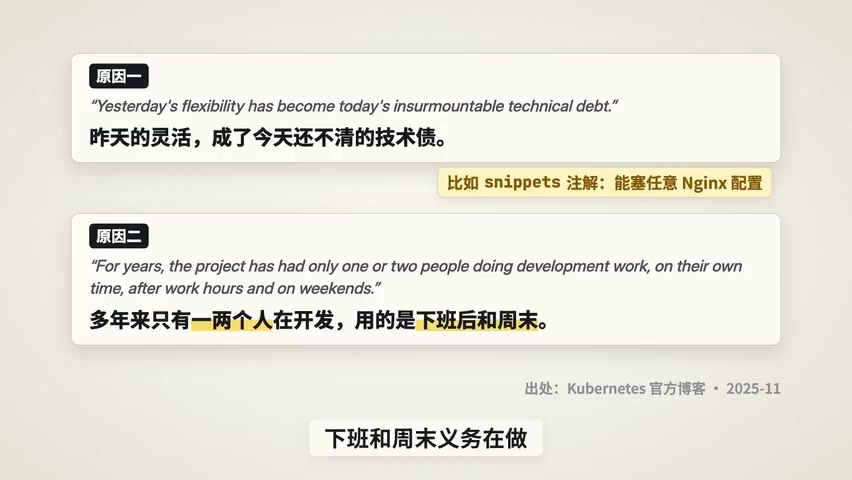 原因一
“Yesterday's flexibility has become today's insurmountable technical debt.”
昨天的灵活，成了今天还不清的技术债。
比如 snippets 注解：能塞任意 Nginx 配置
原因二
“For years, the project has had only one or two people doing development work, on their own
time, after work hours and on weekends.”
多年来只有一两个人在开发，用的是下班后和周末。
出处：Kubernetes 官方博客 · 2025-11
下班和周末义务在做